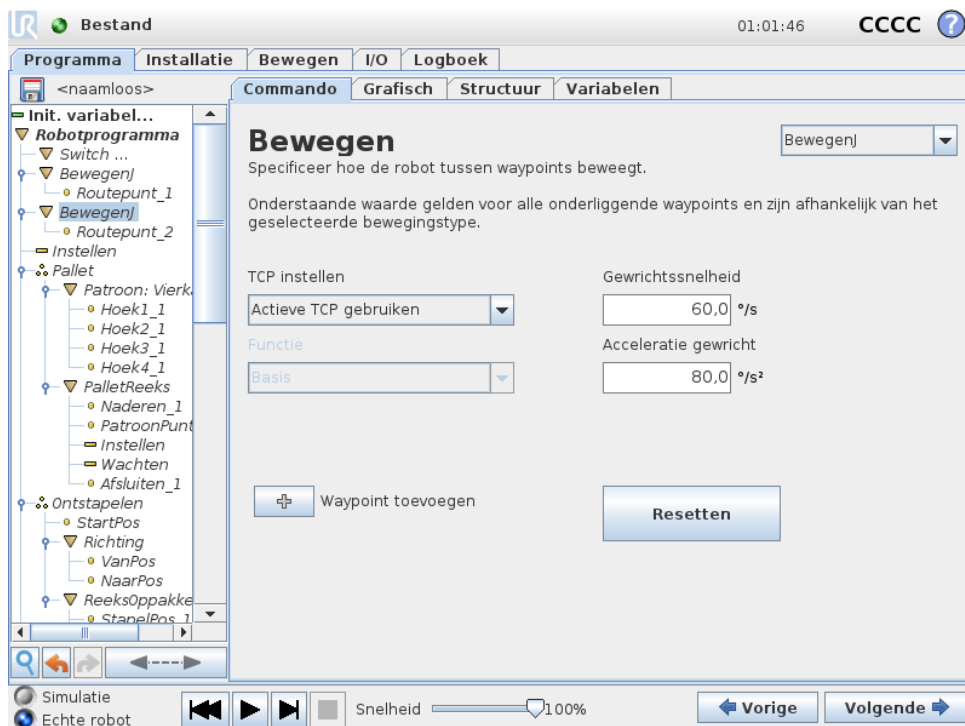 UR Bestand 01:01:46 CCCC ?
Programma Installatie Bewegen I/O Logboek
<naamloos>
Commando Grafisch Structuur Variabelen
Init. variabel...
Robotprogramma
Switch ...
BewegenJ
Routepunt_1
BewegenJ
Routepunt_2
Instellen
Pallet
Patroon: Vierk
Hoek1_1
Hoek2_1
Hoek3_1
Hoek4_1
PalletReeks
Naderen_1
PatroonPunt
Instellen
Wachten
Afsluiten_1
Ontstapelen
StartPos
Richting
VanPos
NaarPos
ReeksOppakke
StapelPos_1
Bewegen
BewegenJ
Specificeer hoe de robot tussen waypoints beweegt.
Onderstaande waarde gelden voor alle onderliggende waypoints en zijn afhankelijk van het
geselecteerde bewegingstype.
TCP instellen
Actieve TCP gebruiken
Functie
Basis
Gewrichtssnelheid
60,0 °/s
Acceleratie gewricht
80,0 °/s²
Waypoint toevoegen
Resetten
Simulatie
Echte robot
Snelheid 100%
Vorige
Volgende